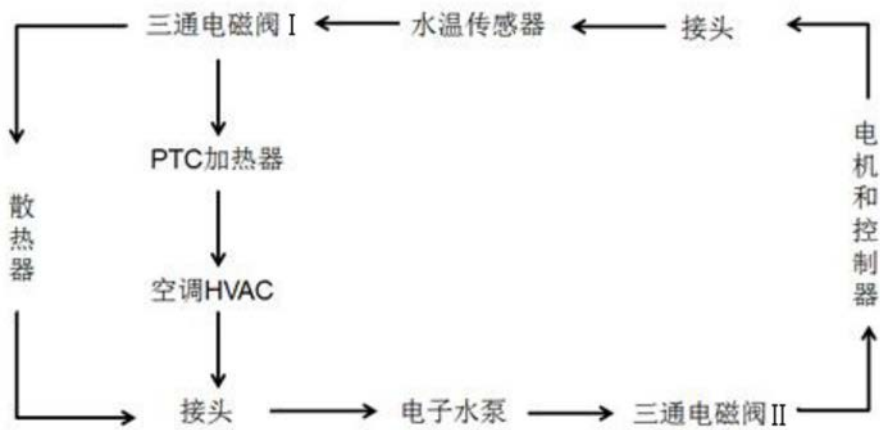 三通电磁阀Ⅰ
水温传感器
接头
PTC加热器
散热器
电机和控制器
空调HVAC
接头
电子水泵
三通电磁阀Ⅱ